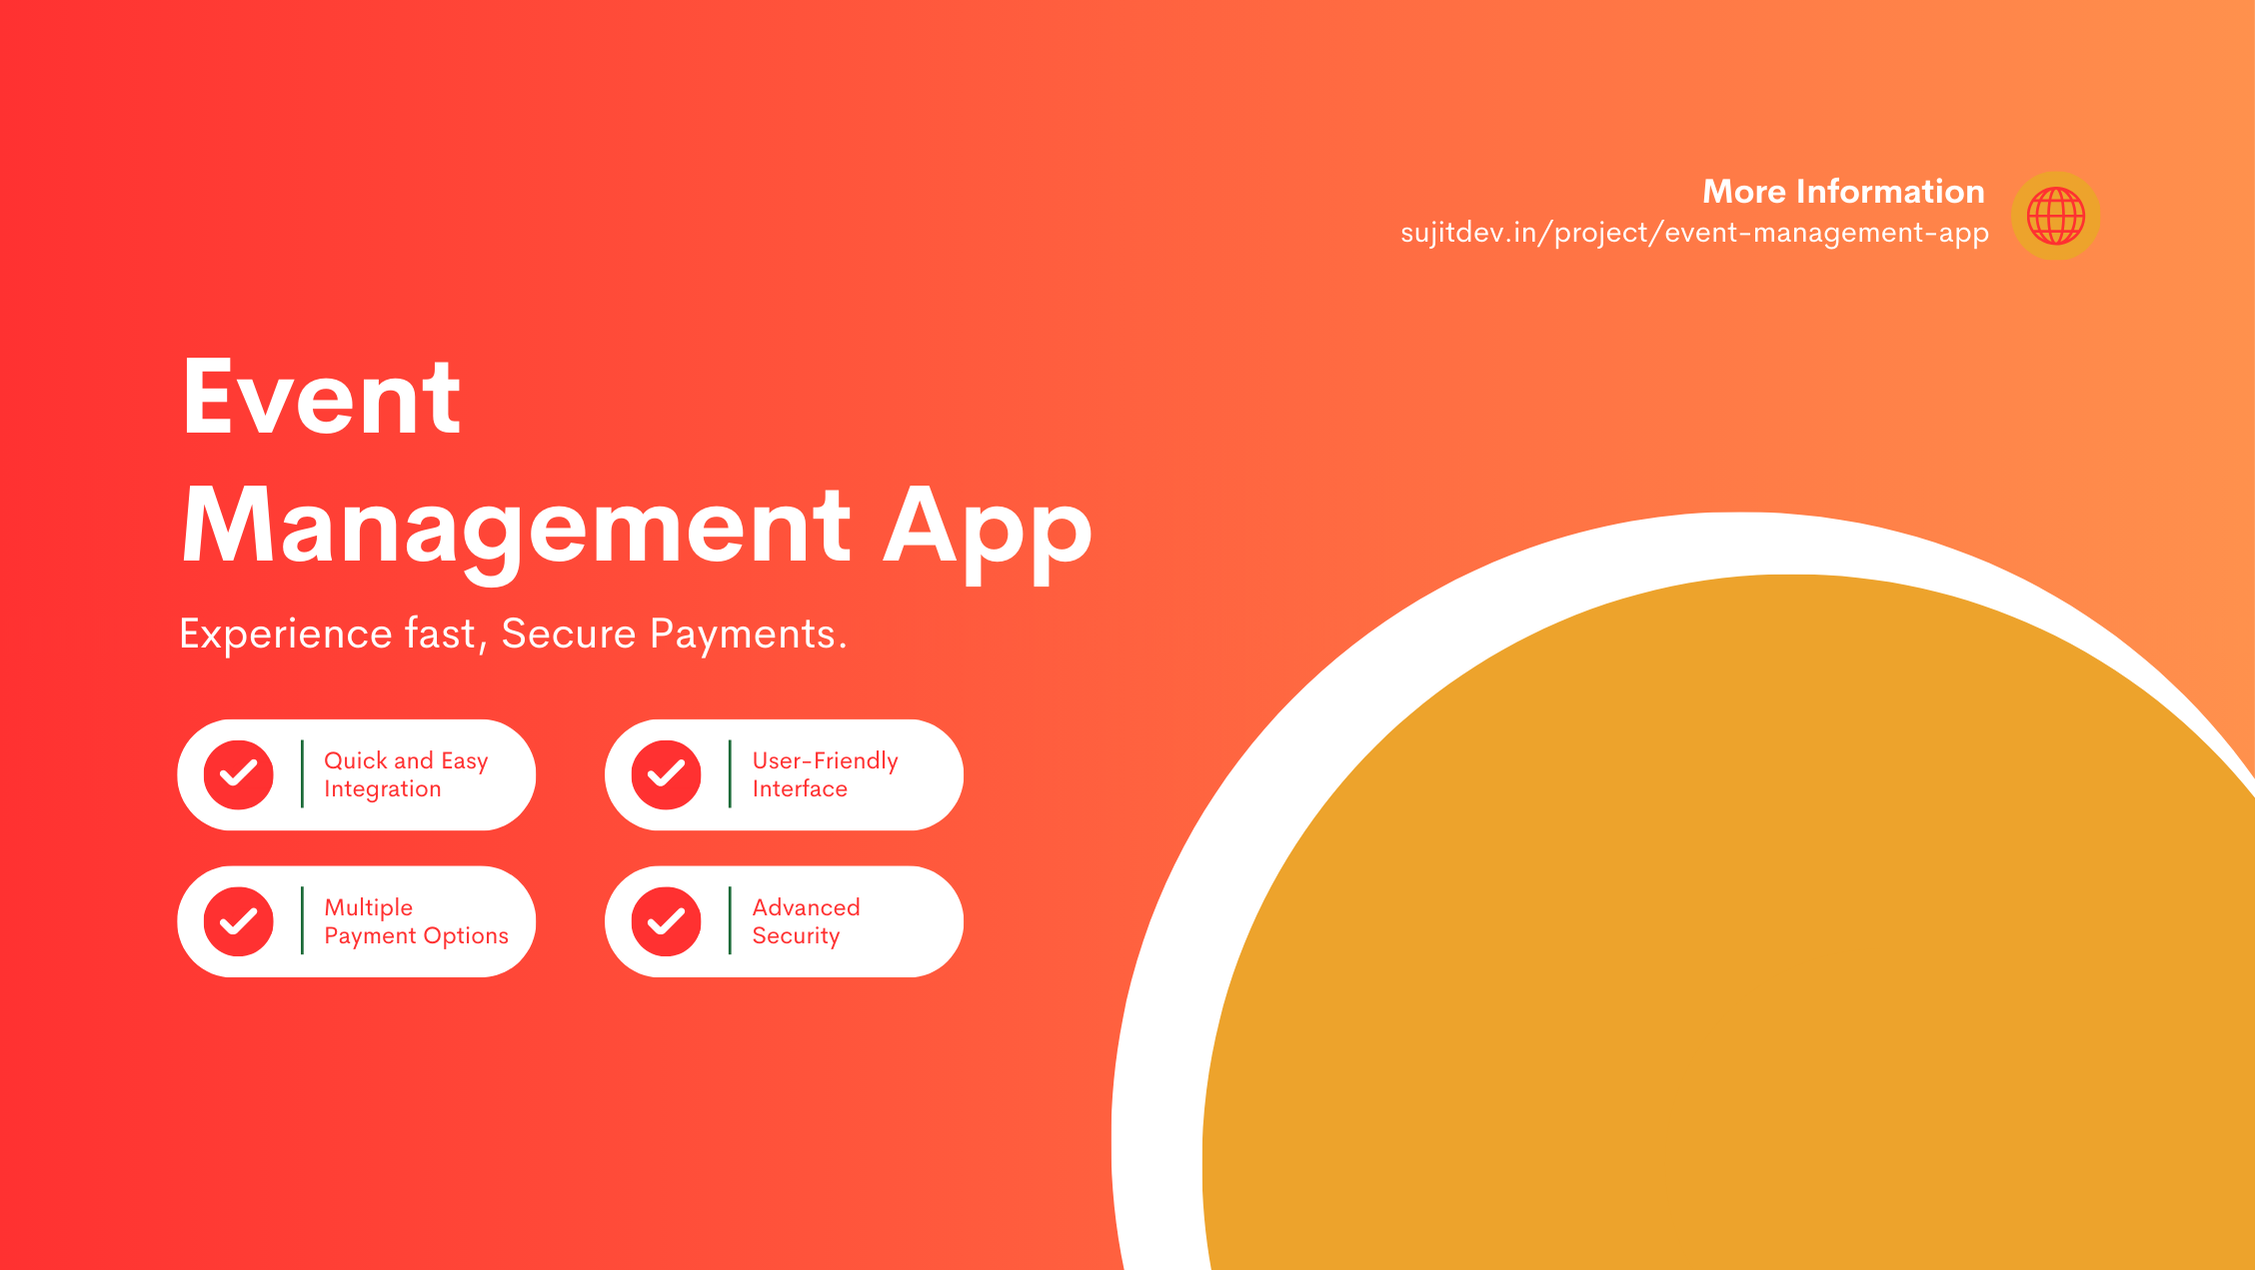 More Information
sujitdev.in/project/event-management-app
Event
Management App
Experience fast, Secure Payments.
Quick and Easy
Integration
User-Friendly
Interface
Multiple
Payment Options
Advanced
Security